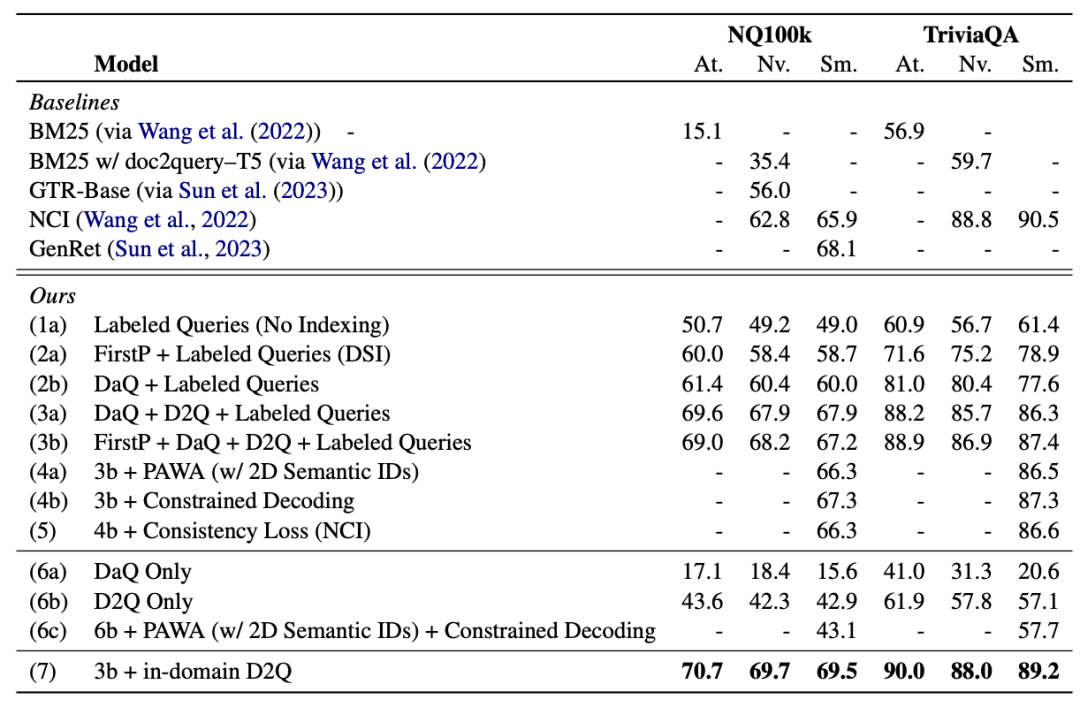 NQ100k TriviaQA
Model At. Nv. Sm. At. Nv. Sm.
Baselines
BM25 (via Wang et al. (2022)) - 15.1 - - 56.9 -
BM25 w/ doc2query–T5 (via Wang et al. (2022) - 35.4 - - 59.7 -
GTR-Base (via Sun et al. (2023)) - 56.0 - - - -
NCI (Wang et al., 2022) - 62.8 65.9 - 88.8 90.5
GenRet (Sun et al., 2023) - - 68.1 - - -
Ours
(1a) Labeled Queries (No Indexing) 50.7 49.2 49.0 60.9 56.7 61.4
(2a) FirstP + Labeled Queries (DSI) 60.0 58.4 58.7 71.6 75.2 78.9
(2b) DaQ + Labeled Queries 61.4 60.4 60.0 81.0 80.4 77.6
(3a) DaQ + D2Q + Labeled Queries 69.6 67.9 67.9 88.2 85.7 86.3
(3b) FirstP + DaQ + D2Q + Labeled Queries 69.0 68.2 67.2 88.9 86.9 87.4
(4a) 3b + PAWA (w/ 2D Semantic IDs) - - 66.3 - - 86.5
(4b) 3b + Constrained Decoding - - 67.3 - - 87.3
(5) 4b + Consistency Loss (NCI) - - 66.3 - - 86.6
(6a) DaQ Only 17.1 18.4 15.6 41.0 31.3 20.6
(6b) D2Q Only 43.6 42.3 42.9 61.9 57.8 57.1
(6c) 6b + PAWA (w/ 2D Semantic IDs) + Constrained Decoding - - 43.1 - - 57.7
(7) 3b + in-domain D2Q 70.7 69.7 69.5 90.0 88.0 89.2